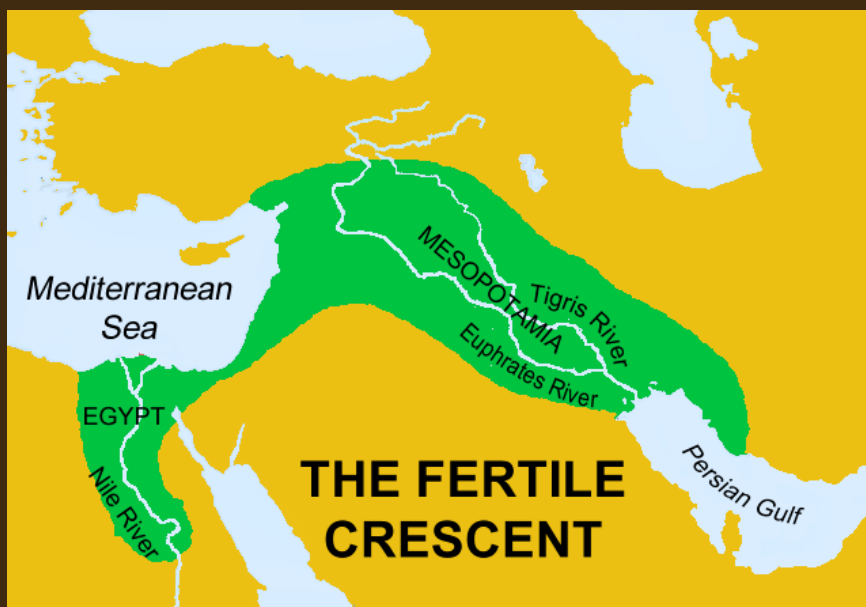 Mediterranean
Sea
MESOPOTAMIA
Tigris River
Euphrates River
EGYPT
Nile River
Persian Gulf
THE FERTILE
CRESCENT